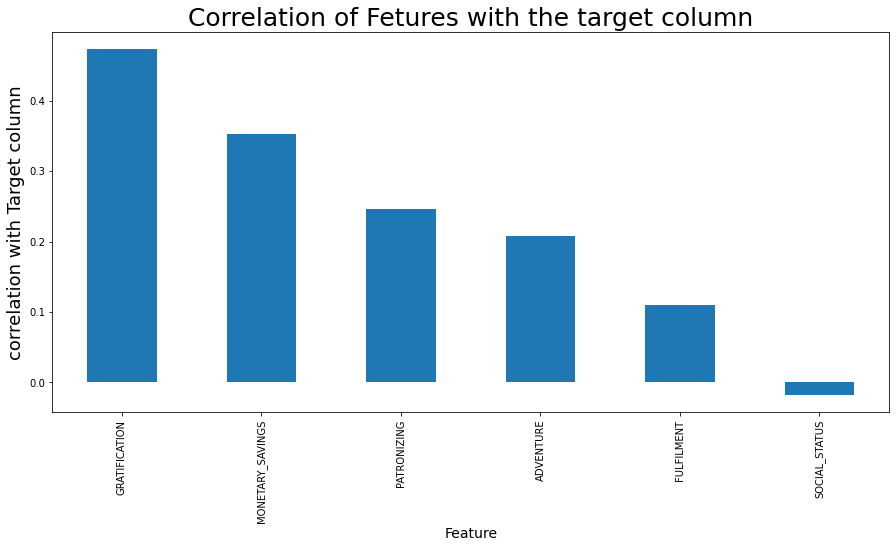 Correlation of Fetures with the target column
correlation with Target column
0.4
0.3
0.2
0.1
0.0
GRATIFICATION
MONETARY_SAVINGS
PATRONIZING
ADVENTURE
FULFILMENT
SOCIAL_STATUS
Feature